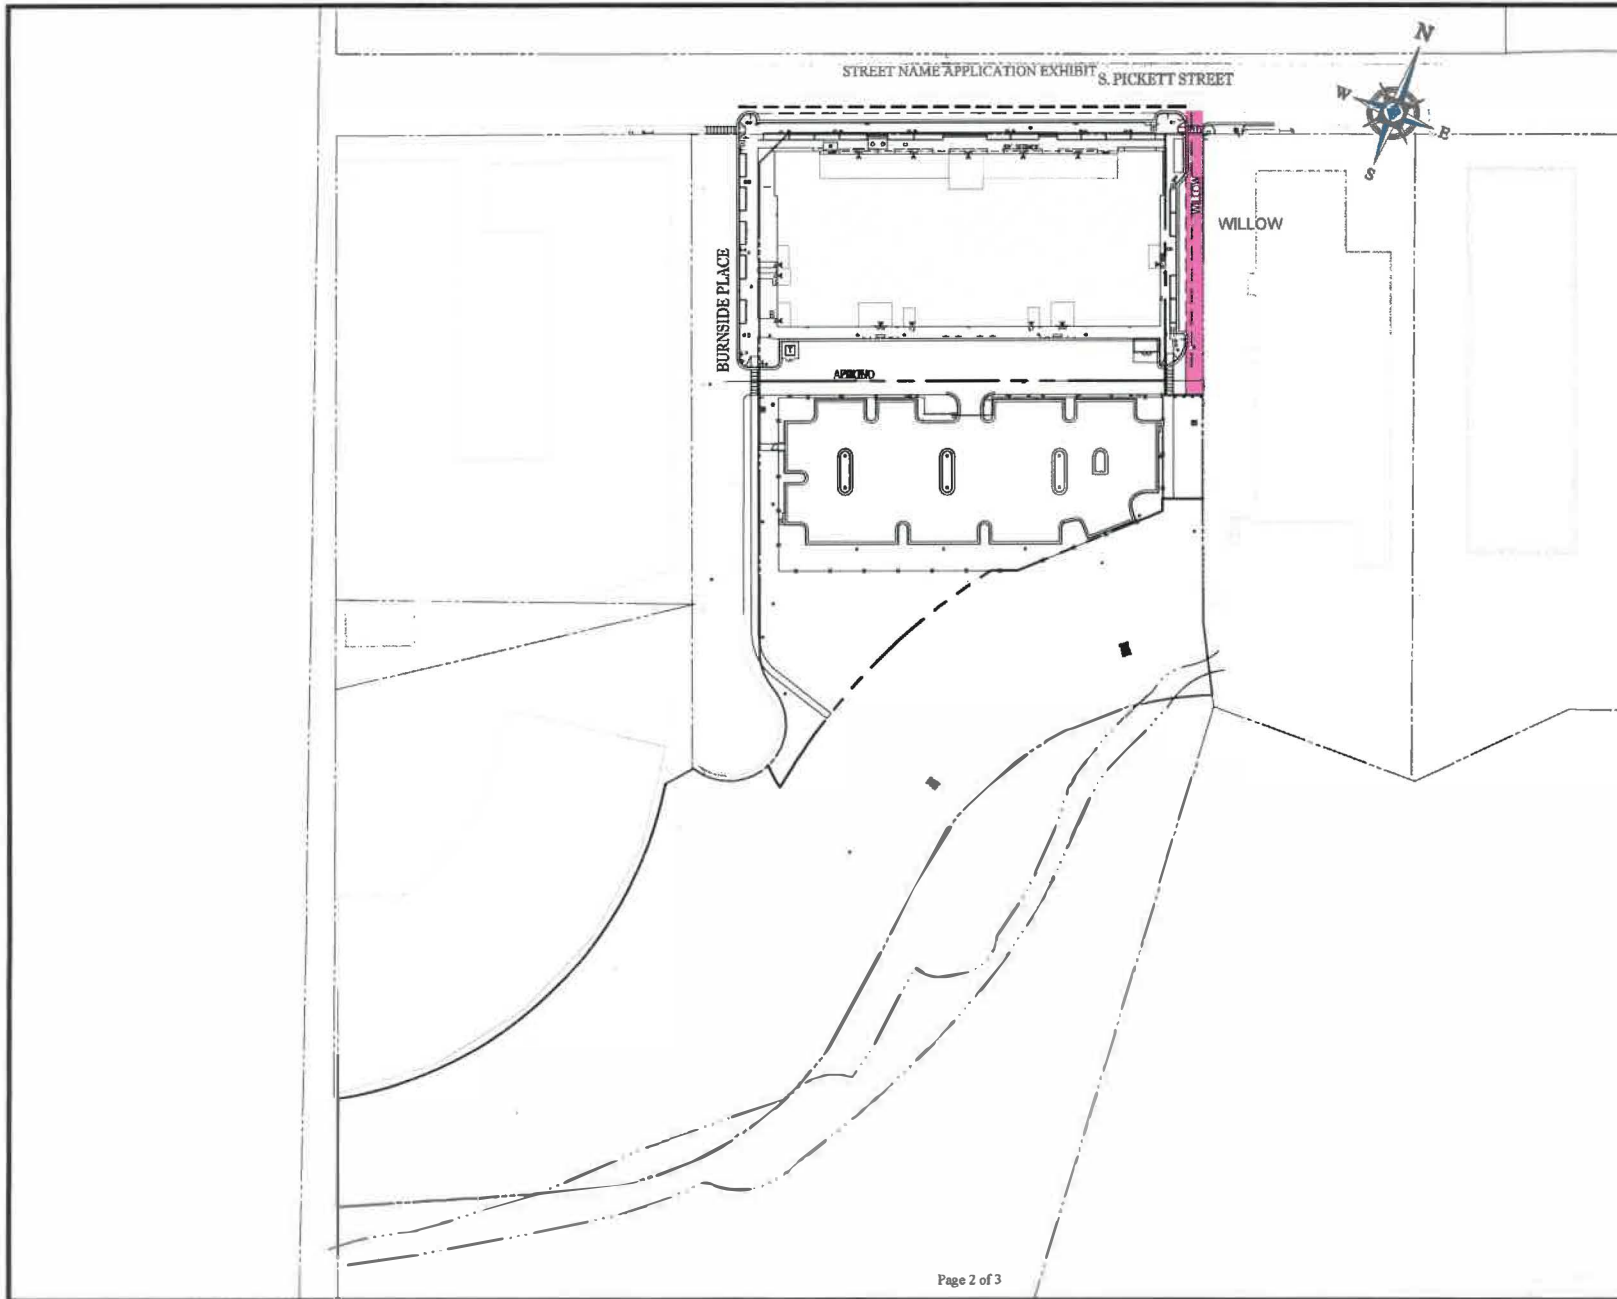 N
W
E
S
STREET NAME APPLICATION EXHIBIT
S. PICKETT STREET
WILLOW
WILLOW
BURNSIDE PLACE
T
Page 2 of 3